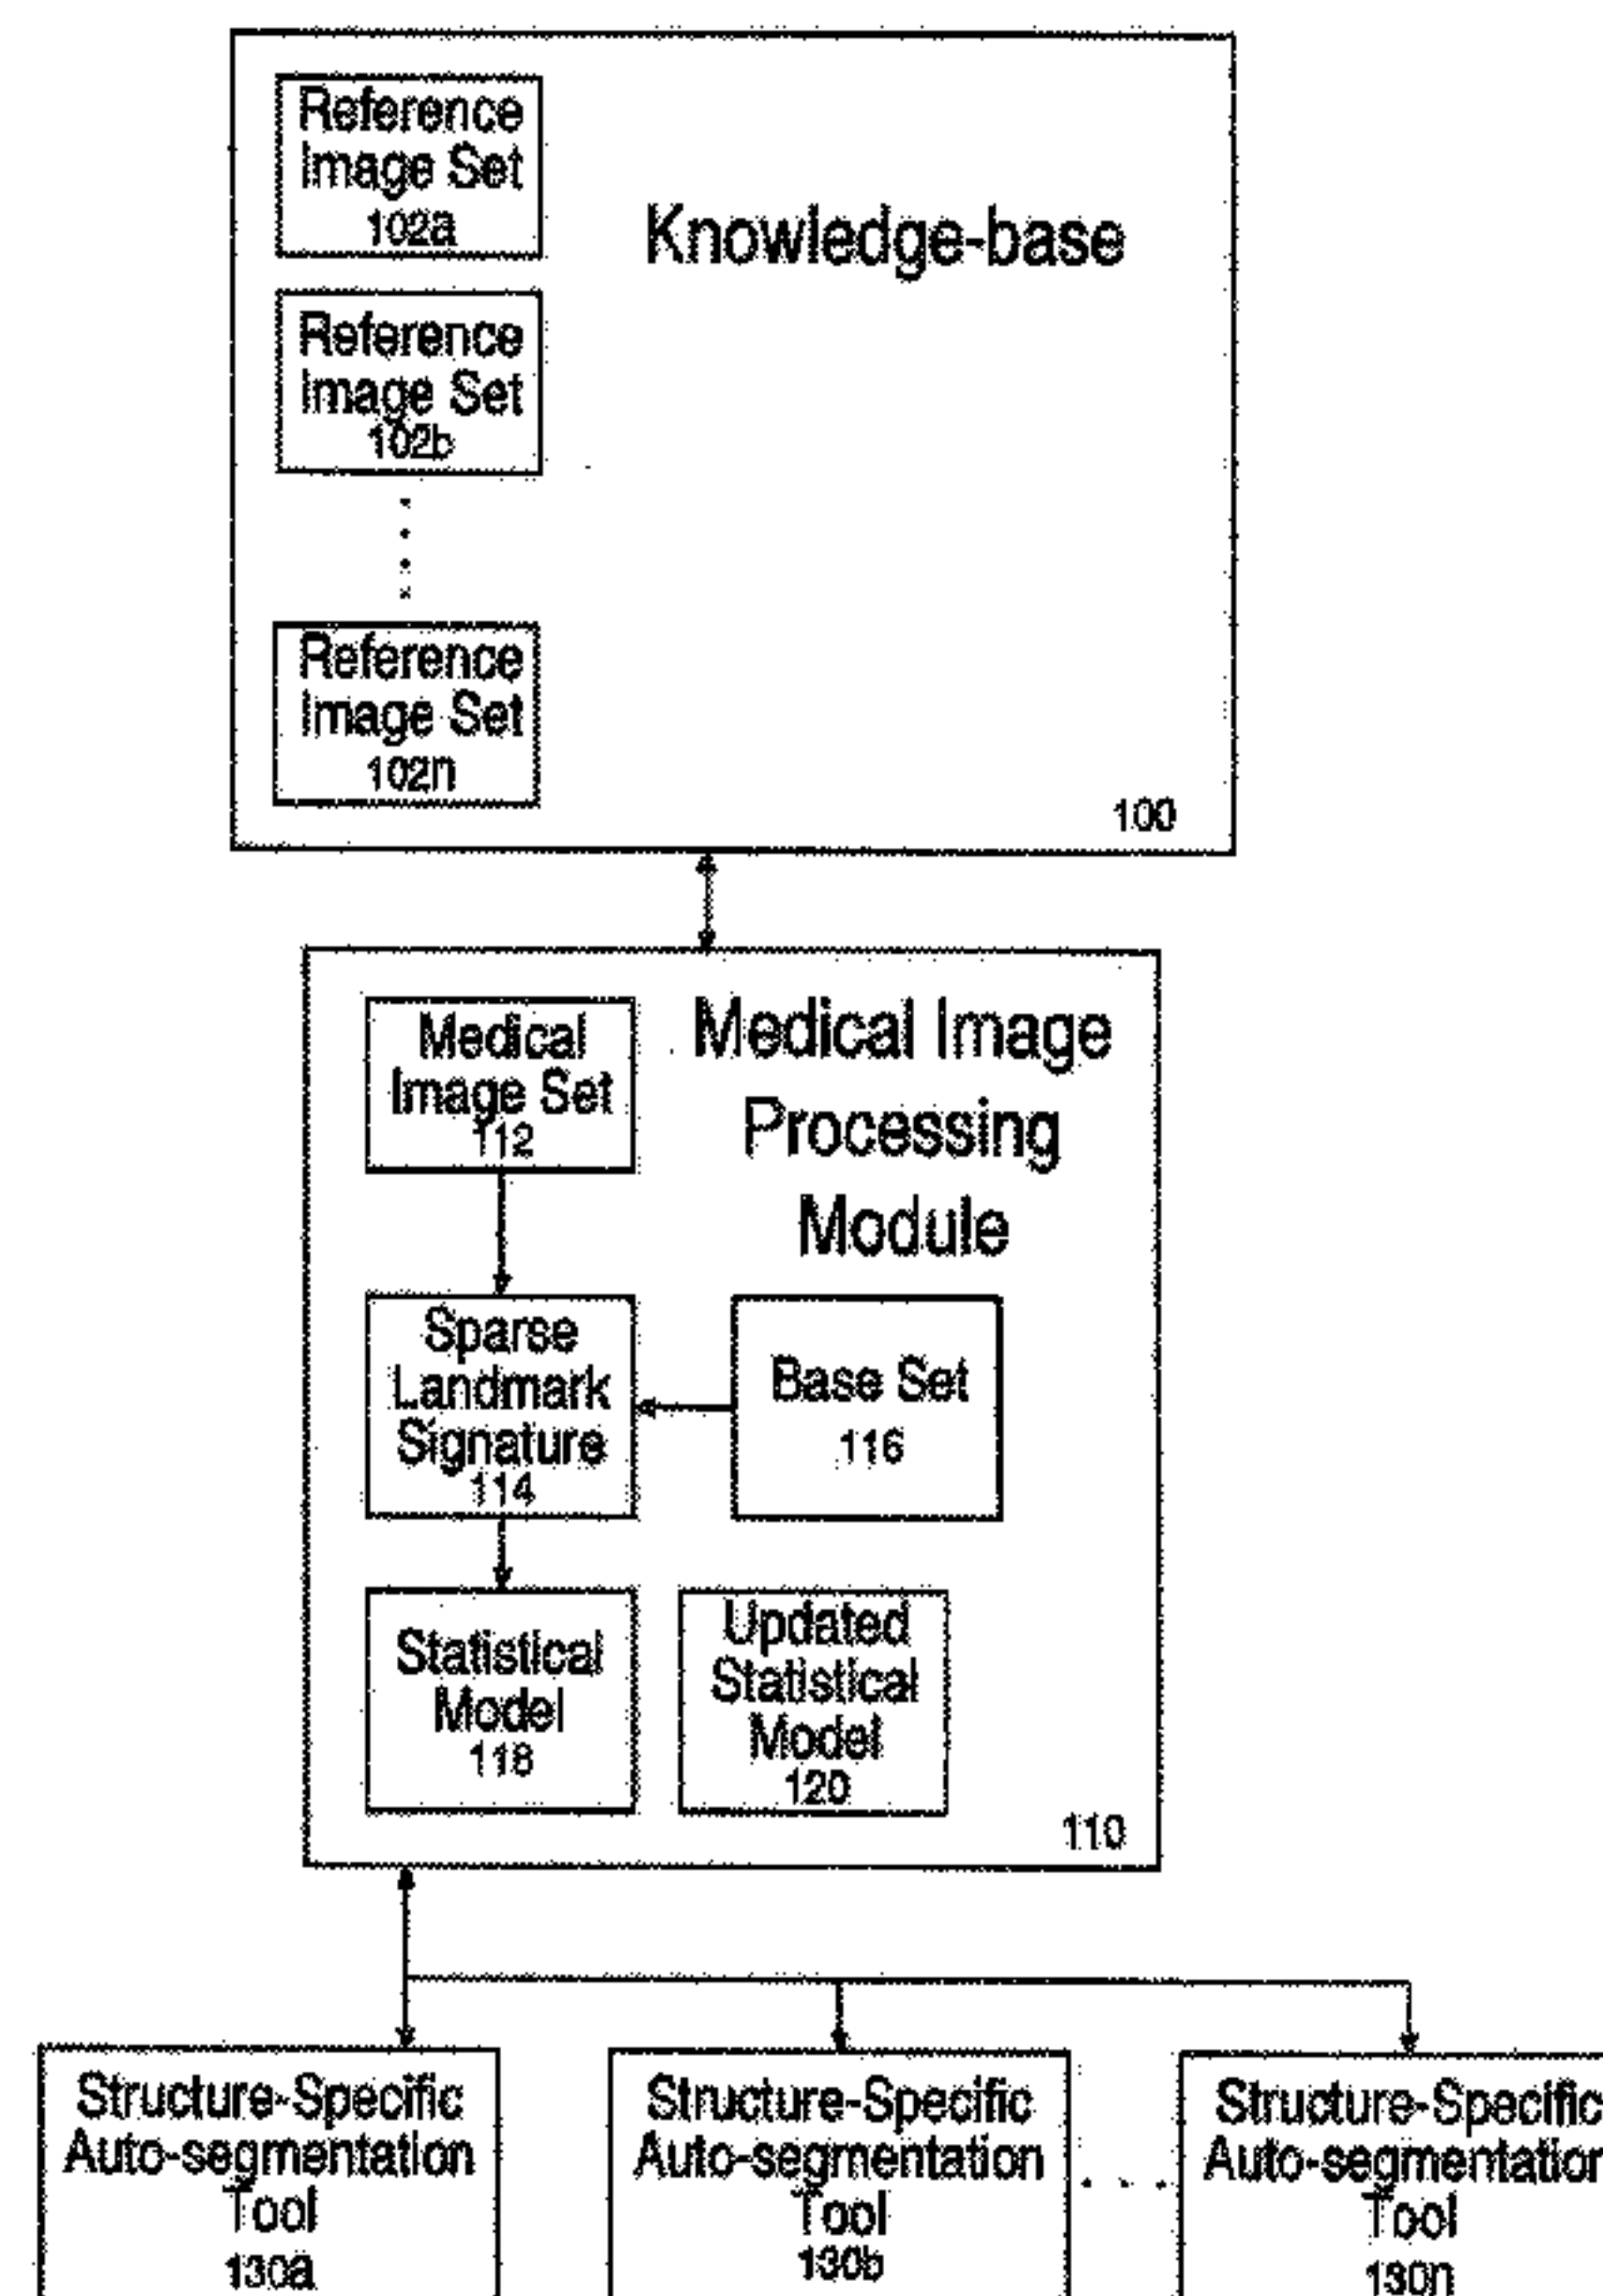 Reference
Image Set
102a
Knowledge-base
Reference
Image Set
102b
Reference
Image Set
102n
100
Medical
Image Set
112
Medical Image
Processing
Module
Sparse
Landmark
Signature
114
Base Set
116
Statistical
Model
118
Updated
Statistical
Model
120
110
Structure-Specific
Auto-segmentation
Tool
130a
Structure-Specific
Auto-segmentation
Tool
130b
Structure-Specific
Auto-segmentation
Tool
130n